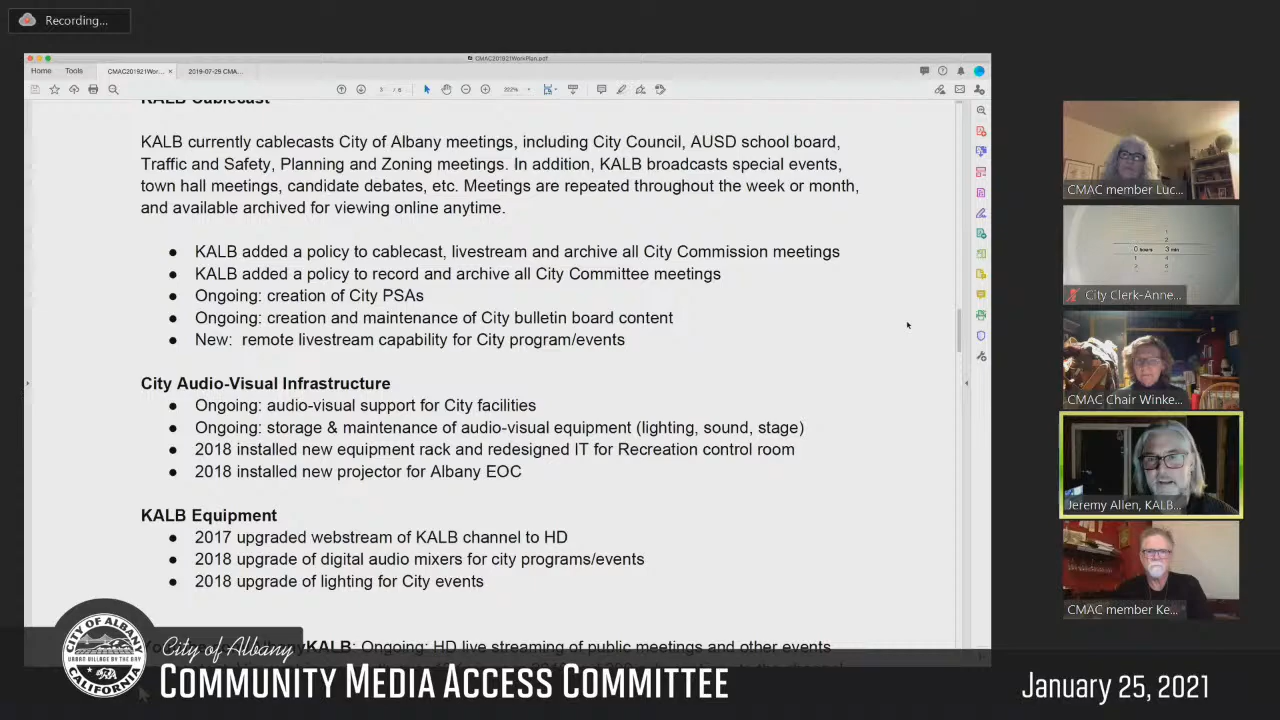 Recording...
CMAC201921WorkPlan.pdf
Home Tools CMAC201921Wor... × 2019-07-29 CMA...
3 / 6 222%
KALB Cablecast
KALB currently cablecasts City of Albany meetings, including City Council, AUSD school board,
Traffic and Safety, Planning and Zoning meetings. In addition, KALB broadcasts special events,
town hall meetings, candidate debates, etc. Meetings are repeated throughout the week or month,
and available archived for viewing online anytime.
● KALB added a policy to cablecast, livestream and archive all City Commission meetings
● KALB added a policy to record and archive all City Committee meetings
● Ongoing: creation of City PSAs
● Ongoing: creation and maintenance of City bulletin board content
● New: remote livestream capability for City program/events
City Audio-Visual Infrastructure
● Ongoing: audio-visual support for City facilities
● Ongoing: storage & maintenance of audio-visual equipment (lighting, sound, stage)
● 2018 installed new equipment rack and redesigned IT for Recreation control room
● 2018 installed new projector for Albany EOC
KALB Equipment
● 2017 upgraded webstream of KALB channel to HD
● 2018 upgrade of digital audio mixers for city programs/events
● 2018 upgrade of lighting for City events
KALB: Ongoing: HD live streaming of public meetings and other events
CMAC member Luc...
0 hours 3 min
City Clerk-Anne...
CMAC Chair Winke...
Jeremy Allen, KALB...
CMAC member Ke...
CITY OF ALBANY
URBAN VILLAGE BY THE BAY
CALIFORNIA
City of Albany
COMMUNITY MEDIA ACCESS COMMITTEE
January 25, 2021